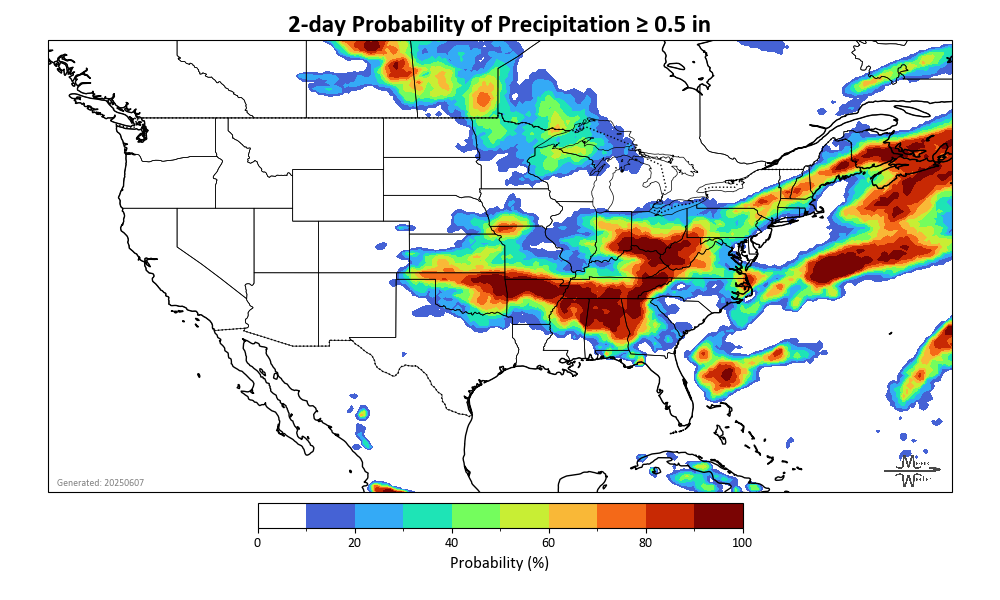 2-day Probability of Precipitation ≥ 0.5 in
Generated: 20250607
0 20 40 60 80 100
Probability (%)